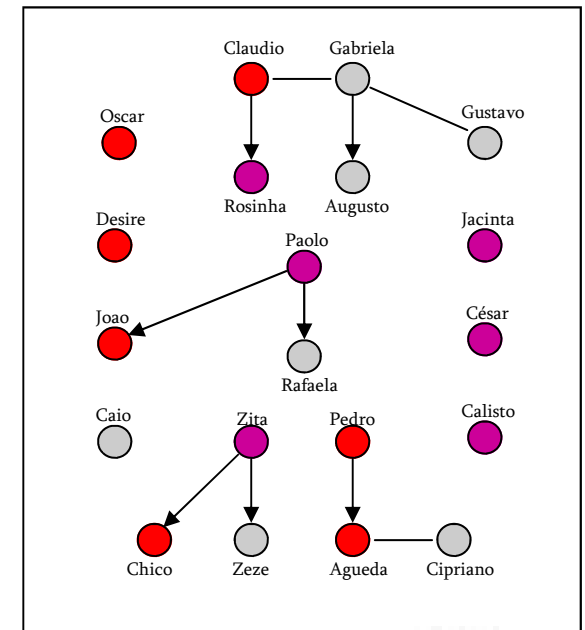 Claudio Gabriela
Oscar Gustavo
Rosinha Augusto
Desire Jacinta
Paolo
Joao César
Rafaela
Caio Zita Pedro Calisto
Chico Zeze Agueda Cipriano